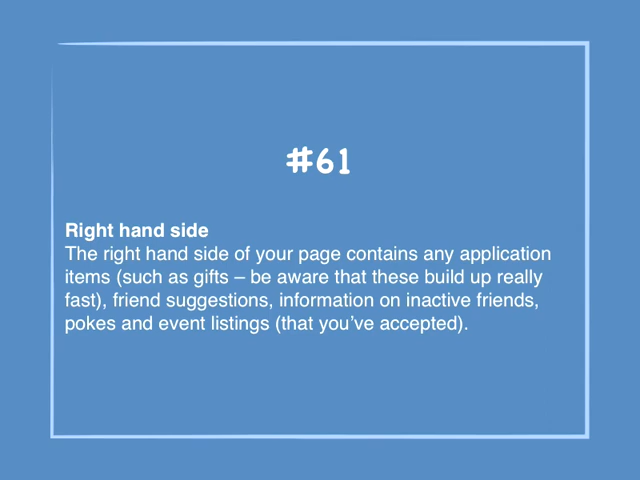 #61
Right hand side
The right hand side of your page contains any application
items (such as gifts – be aware that these build up really
fast), friend suggestions, information on inactive friends,
pokes and event listings (that you’ve accepted).